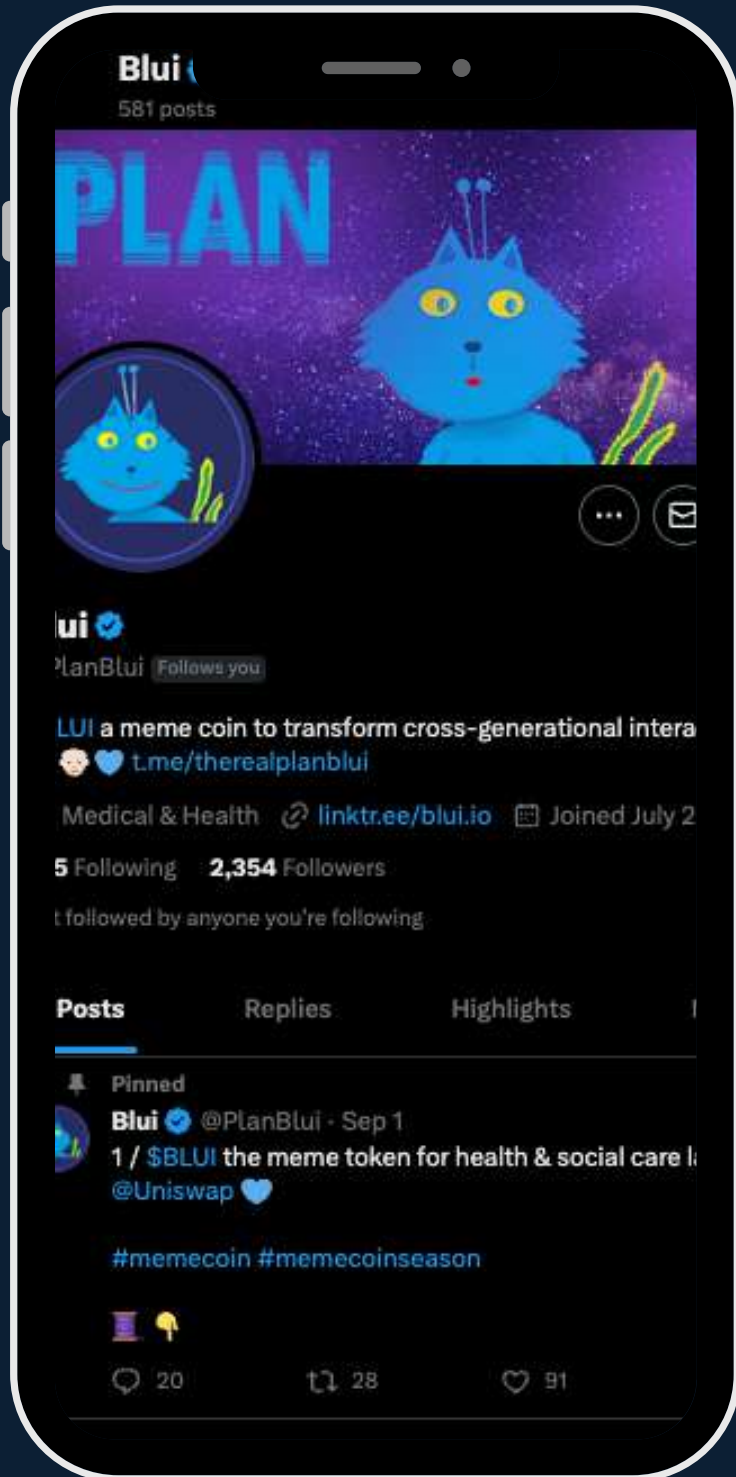 Blui
581 posts
PLAN
lui
PlanBlui Follows you
LUI a meme coin to transform cross-generational intera
t.me/therealplanblui
Medical & Health linktr.ee/blui.io Joined July 2
5 Following 2,354 Followers
t followed by anyone you're following
Posts Replies Highlights
Pinned
Blui @PlanBlui · Sep 1
1 / $BLUI the meme token for health & social care la
@Uniswap
#memecoin #memecoinseason
20 28 91